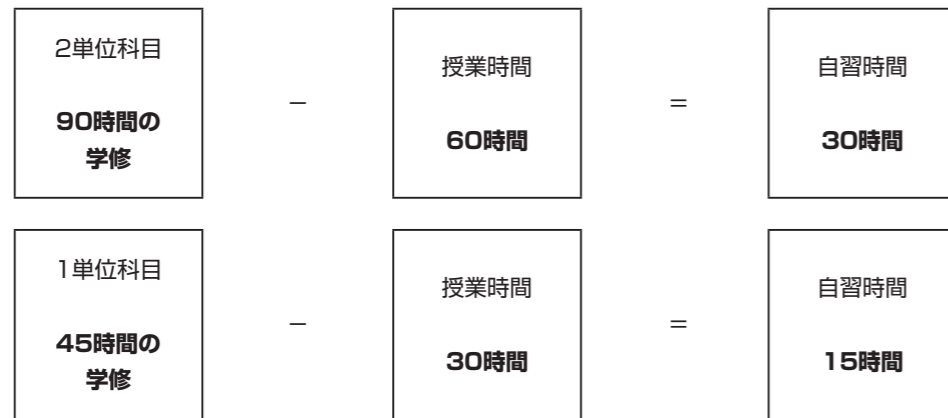 2単位科目
90時間の
学修
−
授業時間
60時間
=
自習時間
30時間
1単位科目
45時間の
学修
−
授業時間
30時間
=
自習時間
15時間